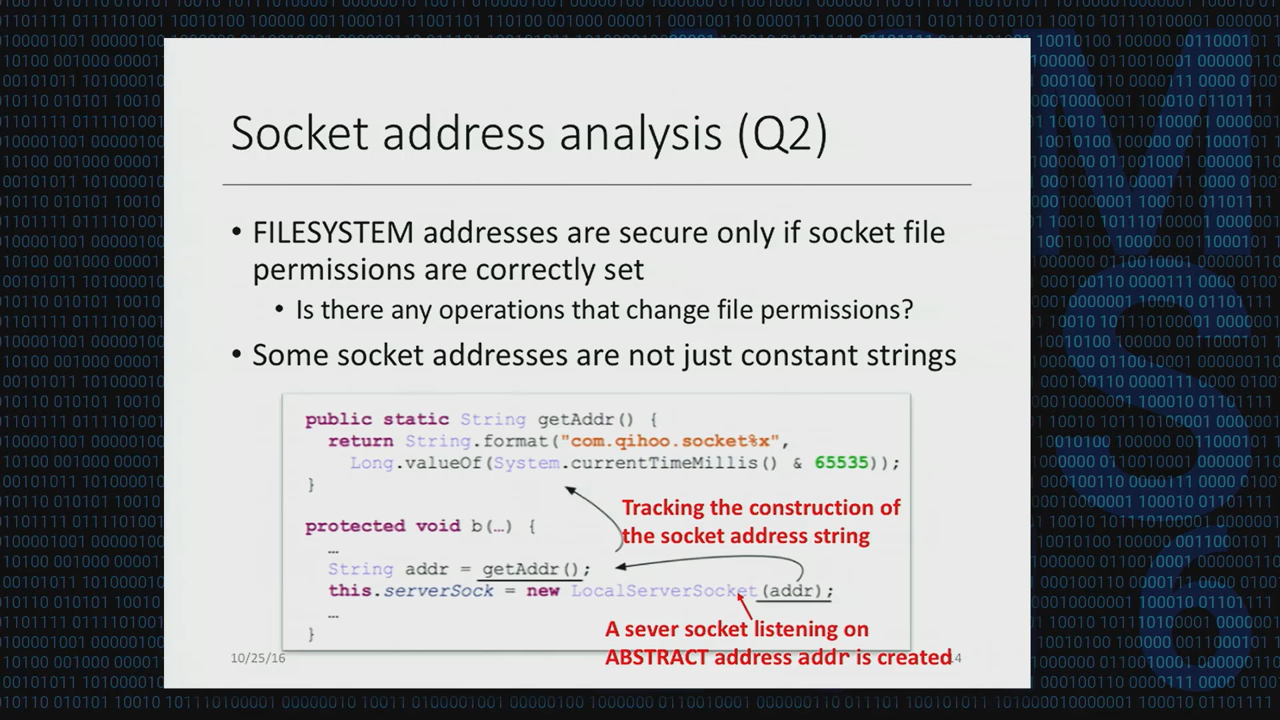 Socket address analysis (Q2)
• FILESYSTEM addresses are secure only if socket file
permissions are correctly set
• Is there any operations that change file permissions?
• Some socket addresses are not just constant strings
public static String getAddr() {
return String.format("com.qihoo.socket%x",
Long.valueOf(System.currentTimeMillis() & 65535));
}
Tracking the construction of
the socket address string
protected void b(…) {
…
String addr = getAddr();
this.serverSock = new LocalServerSocket(addr);
…
}
A sever socket listening on
ABSTRACT address addr is created
10/25/16
14